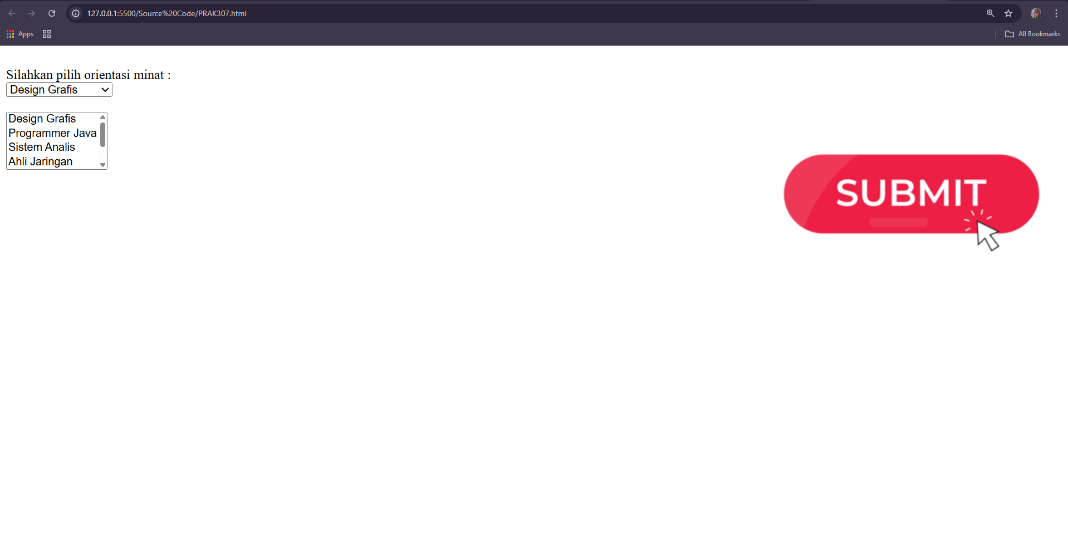 127.0.0.1:5500/Source%20Code/PRAK307.html
Apps
All Bookmarks
Silahkan pilih orientasi minat :
Design Grafis
Design Grafis
Programmer Java
Sistem Analis
Ahli Jaringan
SUBMIT